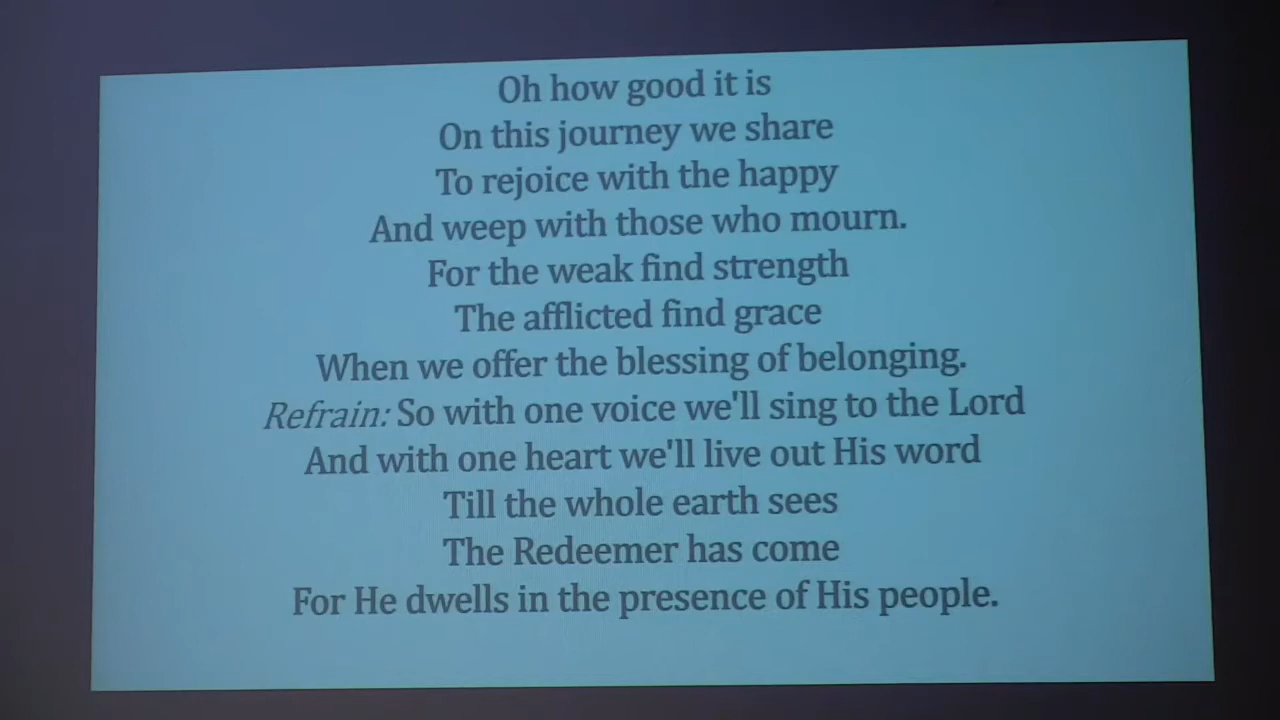 Oh how good it is
On this journey we share
To rejoice with the happy
And weep with those who mourn.
For the weak find strength
The afflicted find grace
When we offer the blessing of belonging.
Refrain: So with one voice we'll sing to the Lord
And with one heart we'll live out His word
Till the whole earth sees
The Redeemer has come
For He dwells in the presence of His people.